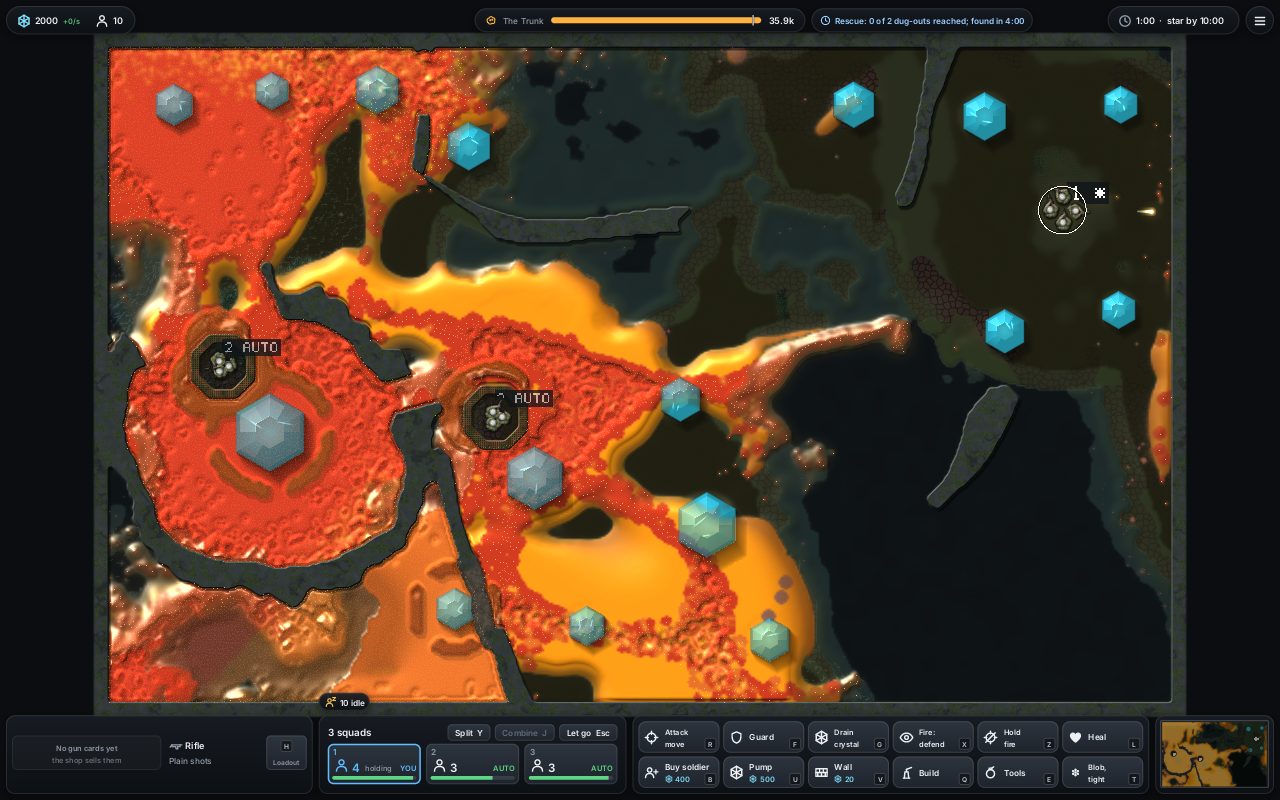 2000 +0/s 10
The Trunk 35.9k
Rescue: 0 of 2 dug-outs reached; found in 4:00
1:00 · star by 10:00
1
2 AUTO
AUTO
10 idle
No gun cards yet
the shop sells them
Rifle
Plain shots
H
Loadout
3 squads
Split Y
Combine J
Let go Esc
1
4 holding YOU
2
3 AUTO
3
3 AUTO
Attack move R
Guard F
Drain crystal G
Fire: defend X
Hold fire Z
Heal L
Buy soldier 400 B
Pump 500 U
Wall 20 V
Build Q
Tools E
Blob, tight T